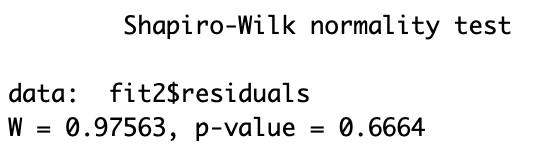 Shapiro-Wilk normality test
data:  fit2$residuals
W = 0.97563, p-value = 0.6664